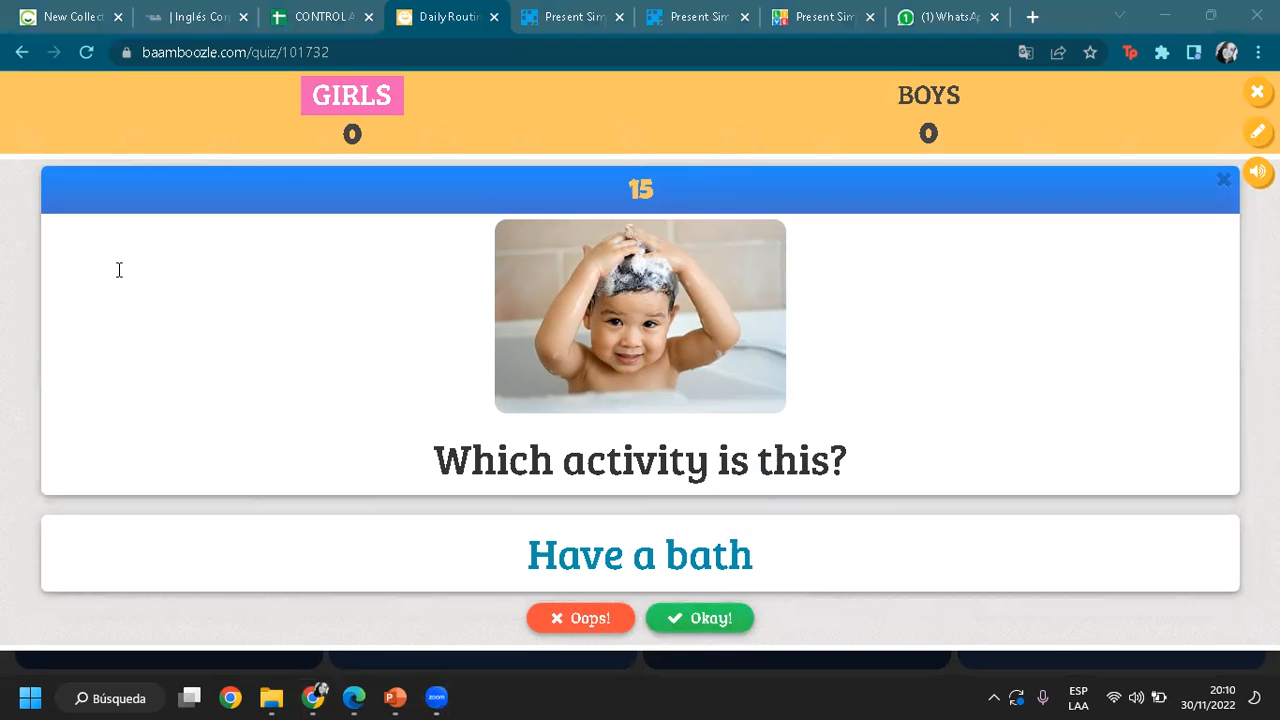 New Collect
| Inglés Cor
CONTROL A
Daily Routin
Present Sim
Present Sim
Present Sim
(1) WhatsAp
baamboozle.com/quiz/101732
GIRLS
BOYS
0
0
15
Which activity is this?
Have a bath
Oops!
Okay!
Búsqueda
zoom
ESP
LAA
20:10
30/11/2022